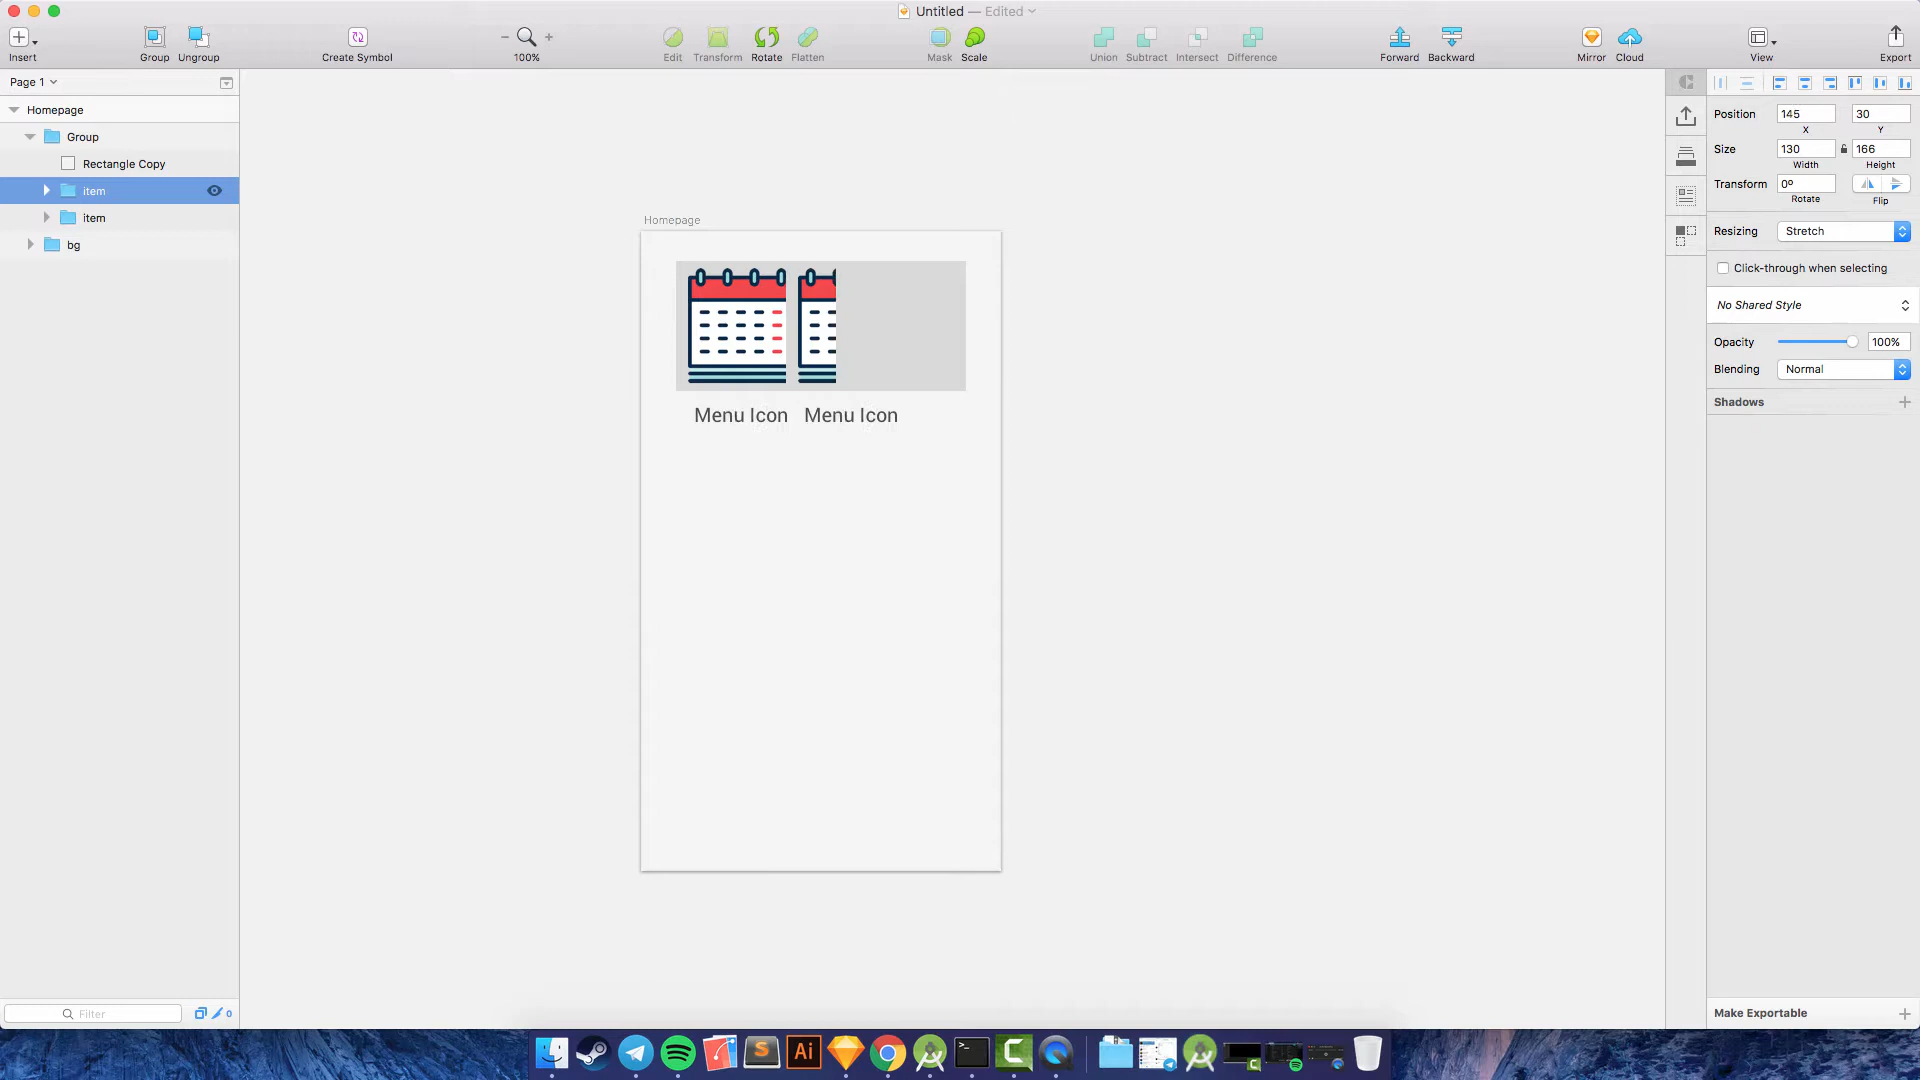 Untitled — Edited
Insert
Group
Ungroup
Create Symbol
100%
Edit
Transform
Rotate
Flatten
Mask
Scale
Union
Subtract
Intersect
Difference
Forward
Backward
Mirror
Cloud
View
Export
Page 1
Homepage
Group
Rectangle Copy
item
item
bg
Filter
0
Homepage
Menu Icon
Menu Icon
Position
145
30
X
Y
Size
130
166
Width
Height
Transform
0º
Rotate
Flip
Resizing
Stretch
Click-through when selecting
No Shared Style
Opacity
100%
Blending
Normal
Shadows
Make Exportable
Ai